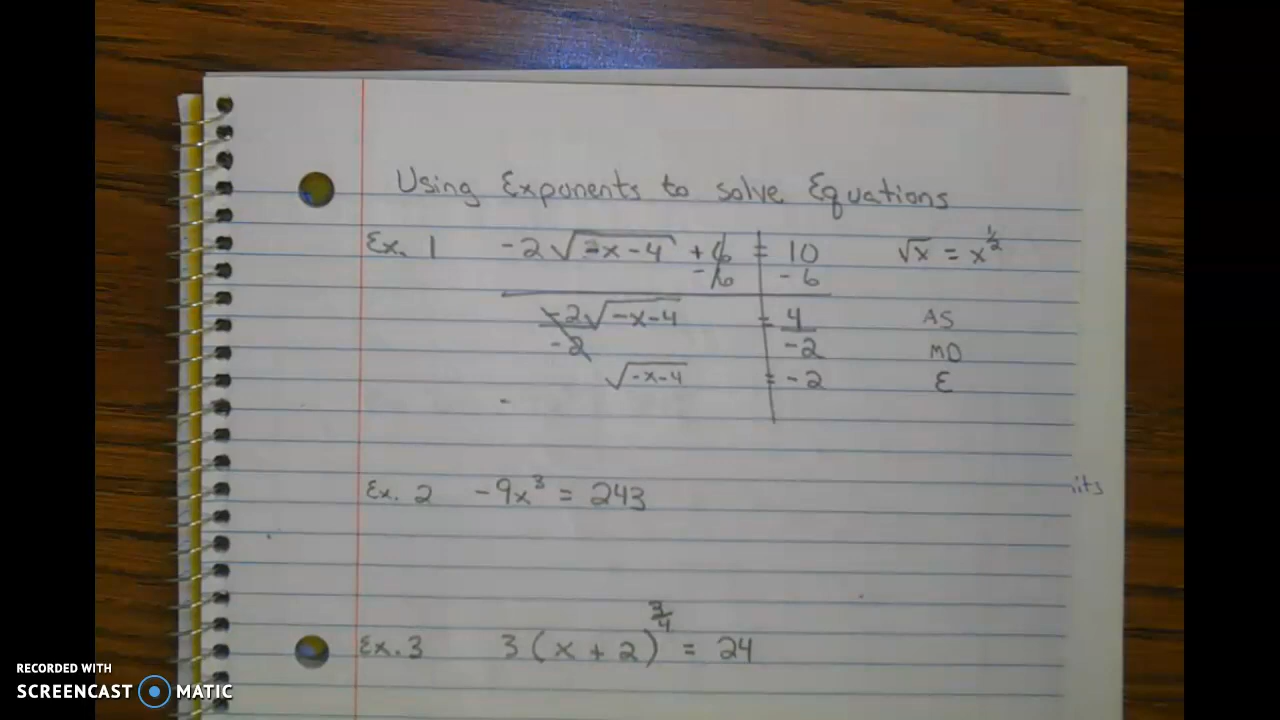 Using Exponents to solve Equations
Ex. 1 -2√-x-4 + 6 = 10 √x = x^½
-6 -6
-2√-x-4 = 4 AS
-2 -2 MD
√-x-4 = -2 E
Ex. 2 -9x³ = 243
Ex. 3 3(x+2)^¾ = 24
RECORDED WITH
SCREENCAST MATIC